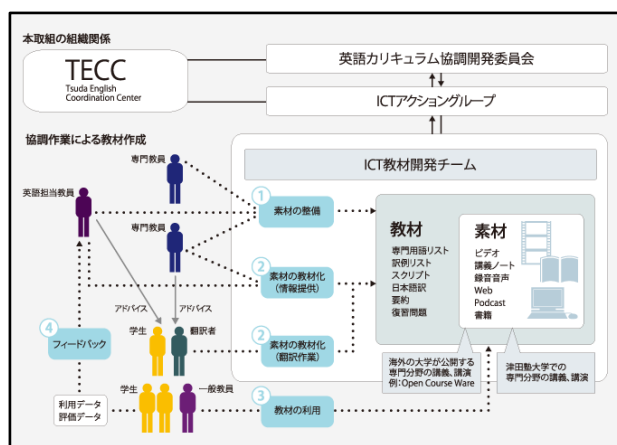 本取組の組織関係
TECC
Tsuda English
Coordination Center
英語カリキュラム協調開発委員会
ICTアクショングループ
協調作業による教材作成
ICT教材開発チーム
専門教員
英語担当教員
専門教員
1
素材の整備
2
素材の教材化
(情報提供)
2
素材の教材化
(翻訳作業)
アドバイス
アドバイス
学生
翻訳者
4
フィードバック
学生
一般教員
3
教材の利用
利用データ
評価データ
教材
専門用語リスト
訳例リスト
スクリプト
日本語訳
要約
復習問題
素材
ビデオ
講義ノート
録音音声
Web
Podcast
書籍
海外の大学が公開する
専門分野の講義、講演
例:Open Course Ware
津田塾大学での
専門分野の講義、講演